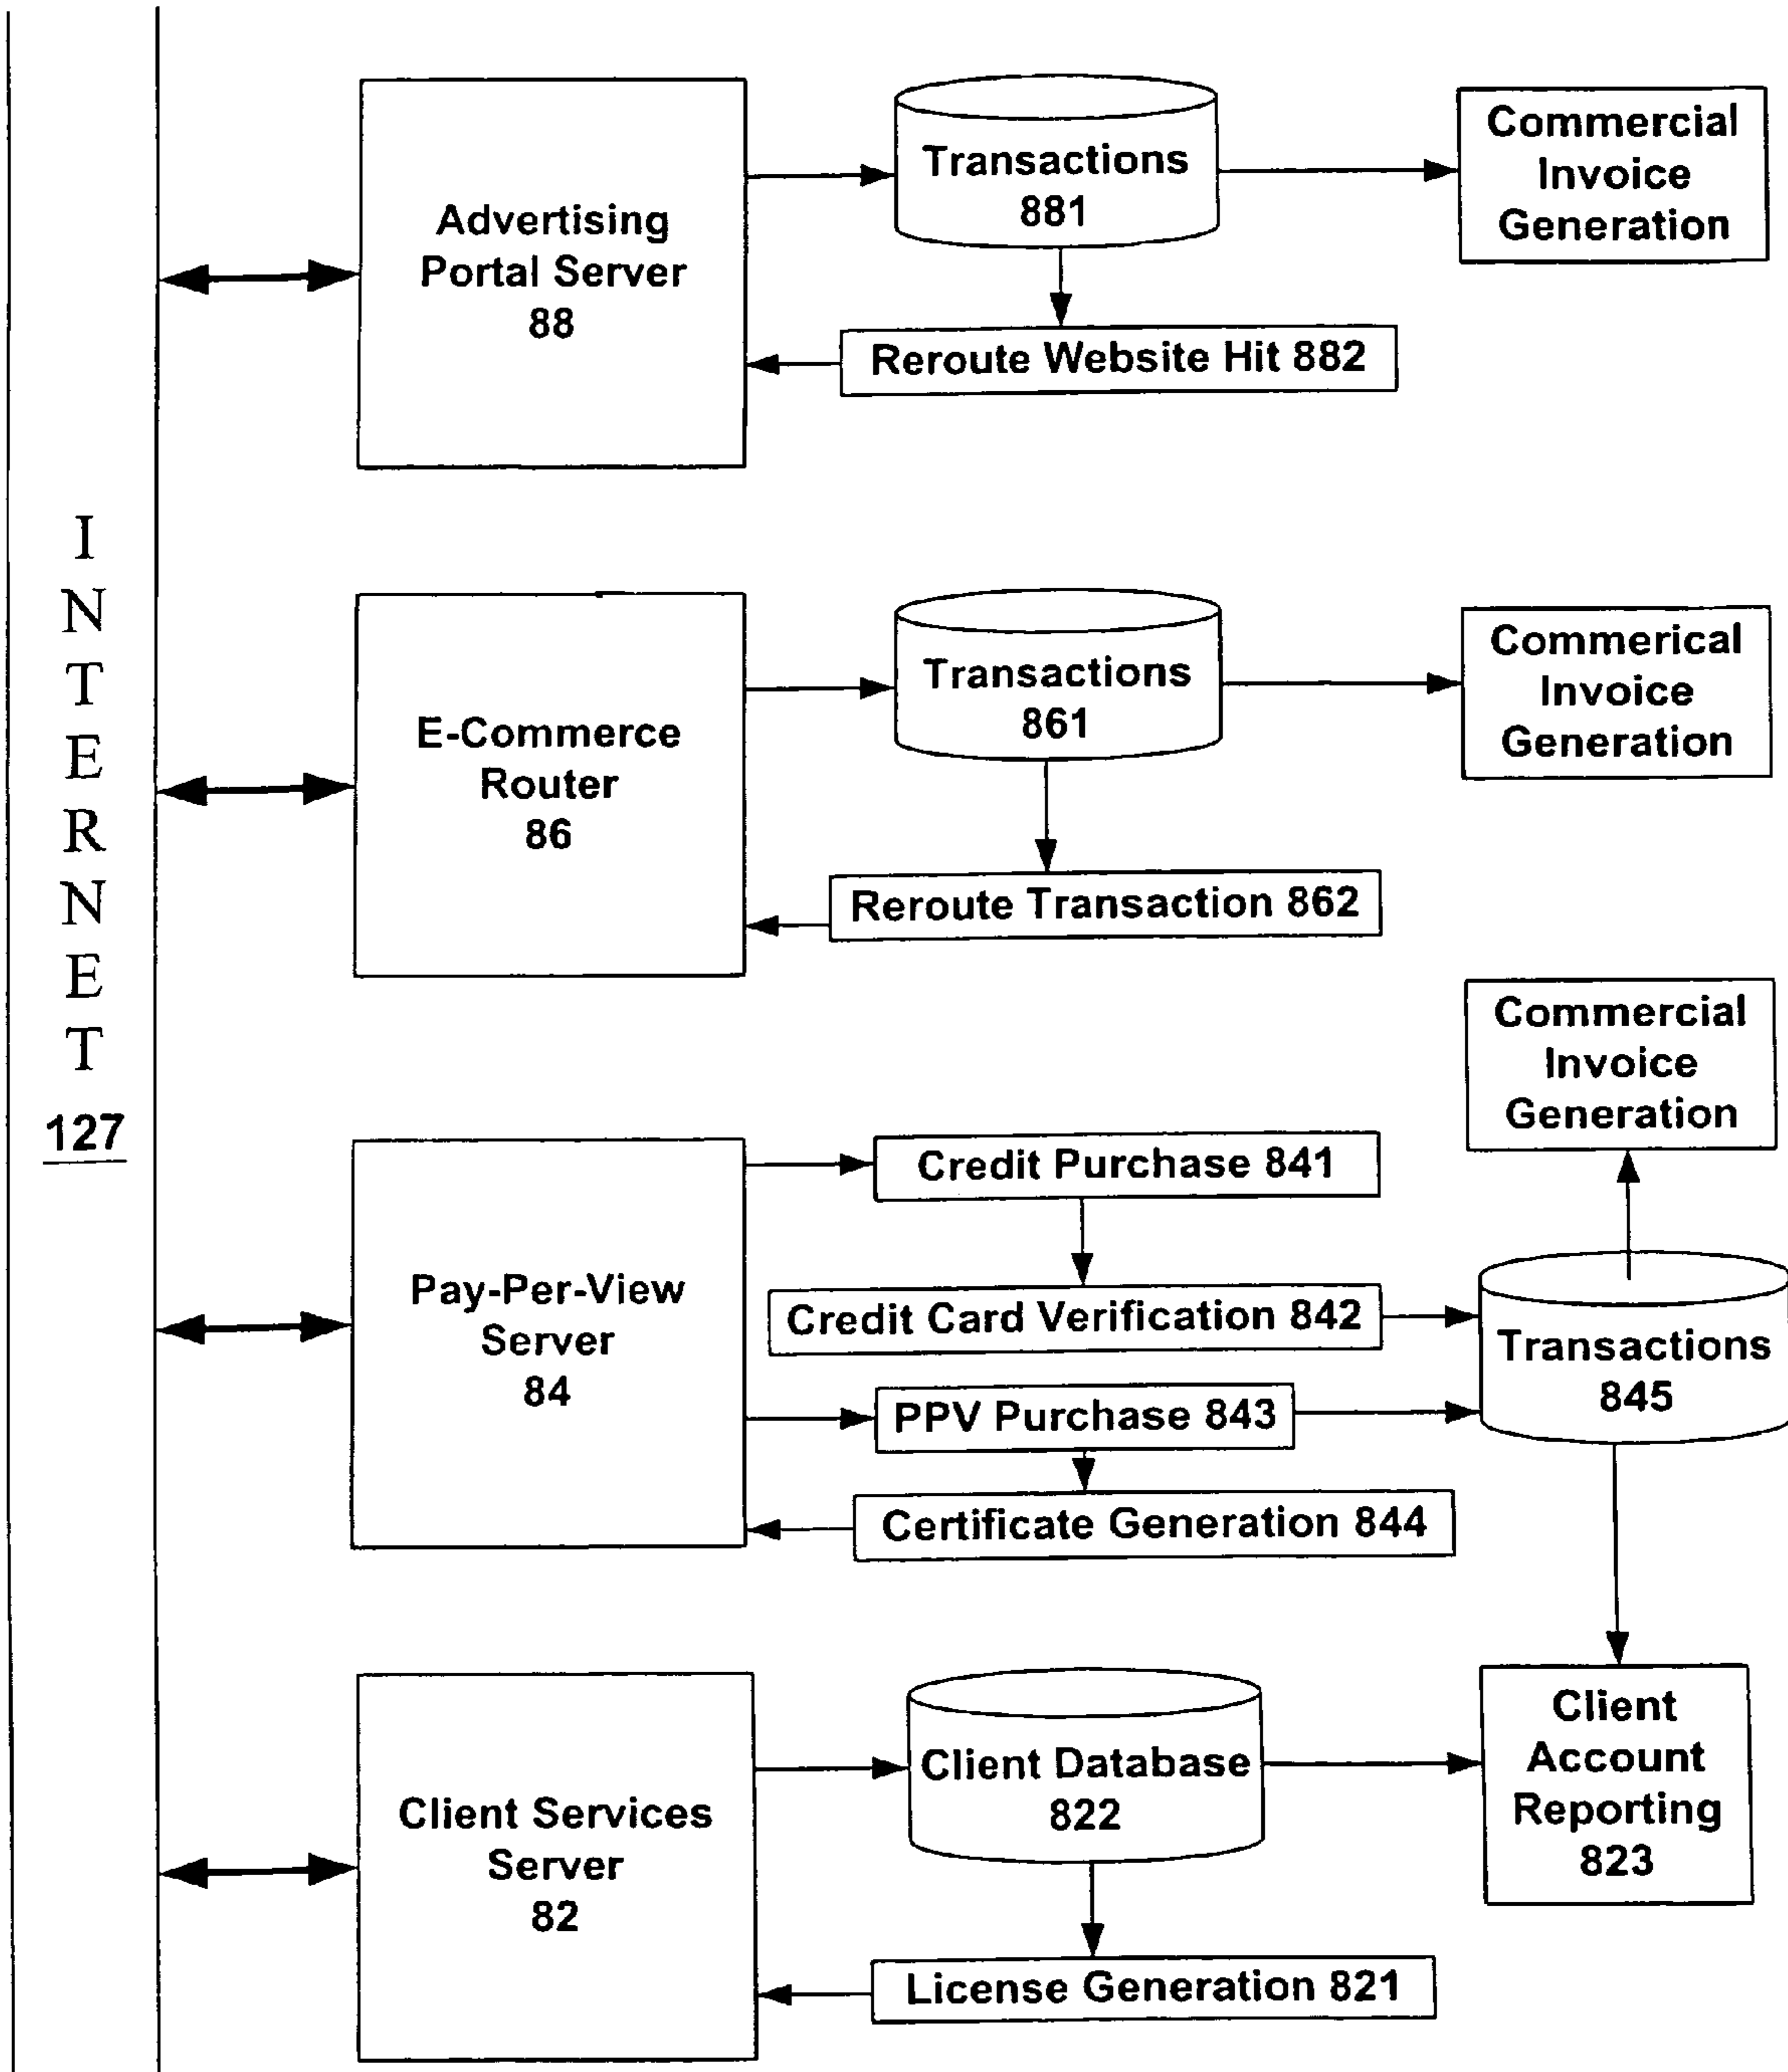 INTERNET
127
Advertising
Portal Server
88
Transactions
881
Commercial
Invoice
Generation
Reroute Website Hit 882
E-Commerce
Router
86
Transactions
861
Commerical
Invoice
Generation
Reroute Transaction 862
Pay-Per-View
Server
84
Credit Purchase 841
Credit Card Verification 842
PPV Purchase 843
Certificate Generation 844
Commercial
Invoice
Generation
Transactions
845
Client Services
Server
82
Client Database
822
License Generation 821
Client
Account
Reporting
823